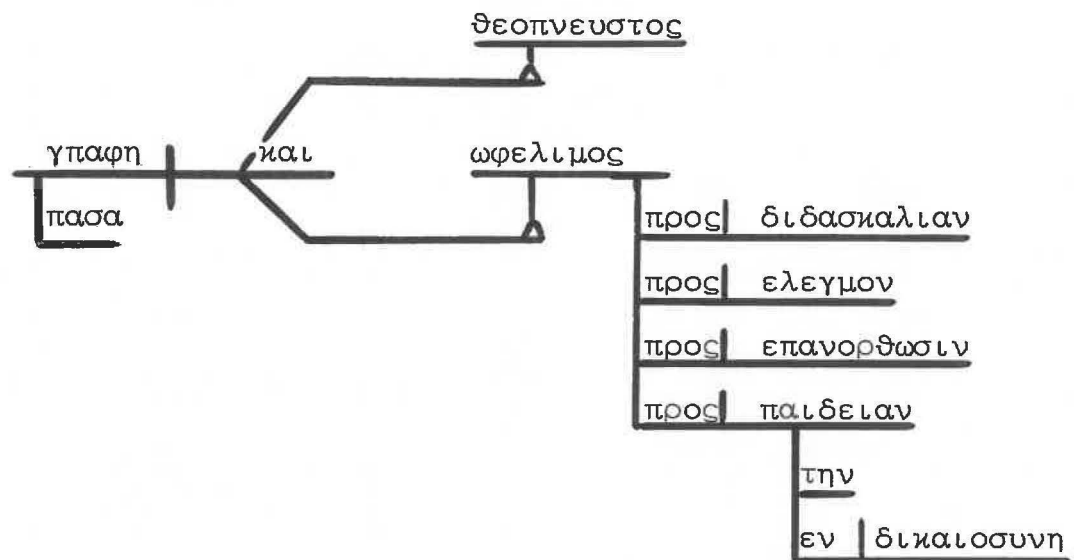 θεοπνευστος
γπαφη και ωφελιμος
πασα
προς διδασκαλιαν
προς ελεγμον
προς επανορθωσιν
προς παιδειαν
την
εν δικαιοσυνη